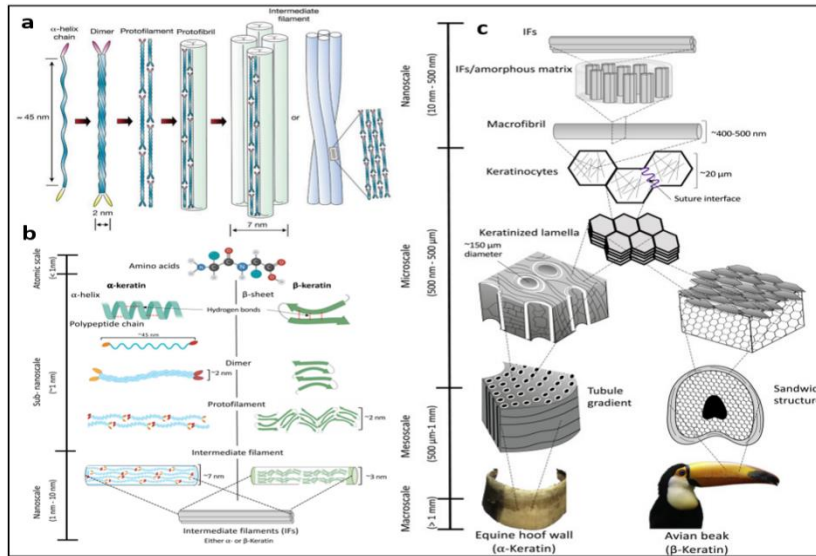 a
α-helix
chain
Dimer
Protofilament
Protofibril
Intermediate
filament
≈ 45 nm
or
2 nm
7 nm
b
Atomic scale
(< 1nm)
Amino acids
α-keratin
β-keratin
α-helix
β-sheet
Hydrogen bonds
Polypeptide chain
~45 nm
Sub- nanoscale
(~1 nm)
Dimer
~2 nm
Protofilament
~2 nm
Intermediate filament
Nanoscale
(1 nm - 10 nm)
~7 nm
~3 nm
Intermediate filaments (IFs)
Either α- or β-Keratin
c
Nanoscale
(10 nm - 500 nm)
IFs
IFs/amorphous matrix
Macrofibril
~400-500 nm
Microscale
(500 nm - 500 μm)
Keratinocytes
~20 μm
Suture interface
Keratinized lamella
~150 μm
diameter
Mesoscale
(500 μm-1 mm)
Tubule
gradient
Sandwic
structure
Macroscale
(> 1 mm)
Equine hoof wall
(α-Keratin)
Avian beak
(β-Keratin)